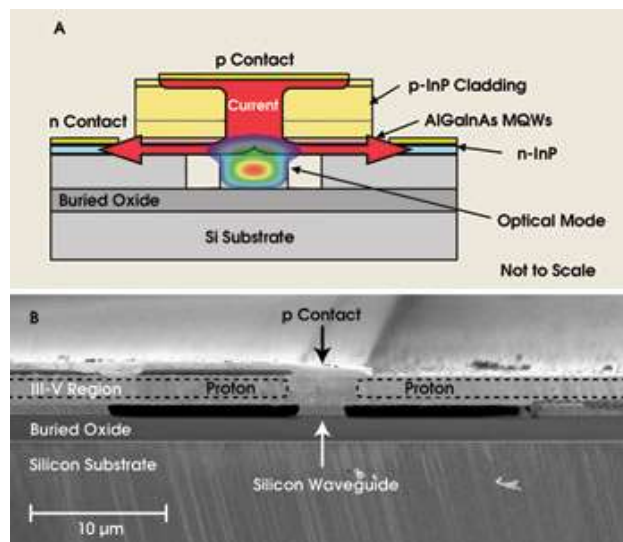 A
p Contact
Current
p-InP Cladding
n Contact
AlGaInAs MQWs
n-InP
Buried Oxide
Optical Mode
Si Substrate
Not to Scale
B
p Contact
III-V Region
Proton
Proton
Buried Oxide
Silicon Substrate
Silicon Waveguide
10 µm